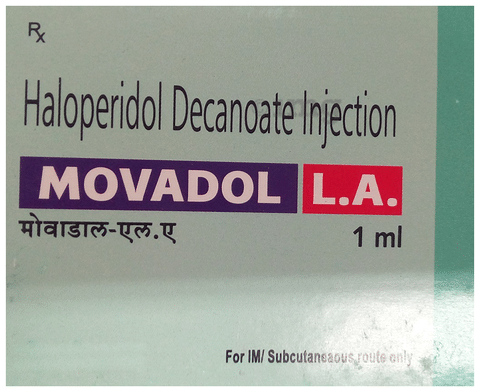 Rx
Haloperidol Decanoate Injection
MOVADOL L.A.
मोवाडाल-एल.ए 1 ml
For IM/ Subcutaneous route only